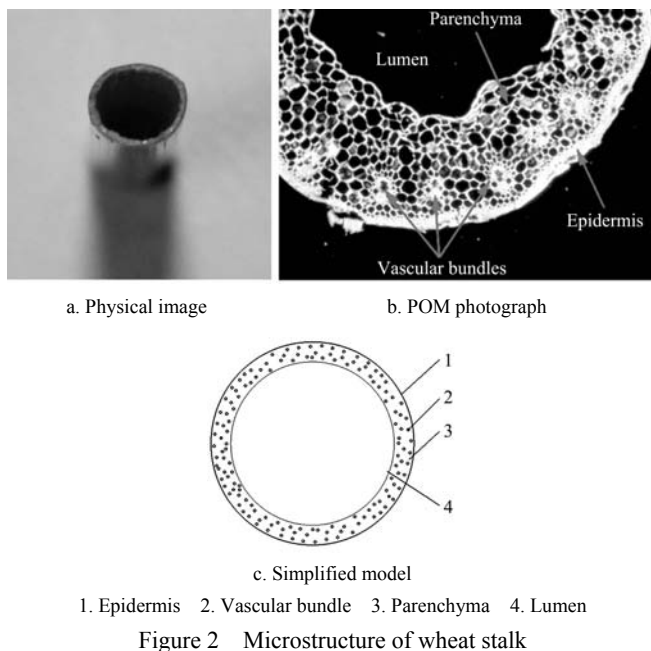 Parenchyma
Lumen
Epidermis
Vascular bundles
a. Physical image
b. POM photograph
1
2
3
4
c. Simplified model
1. Epidermis 2. Vascular bundle 3. Parenchyma 4. Lumen
Figure 2 Microstructure of wheat stalk